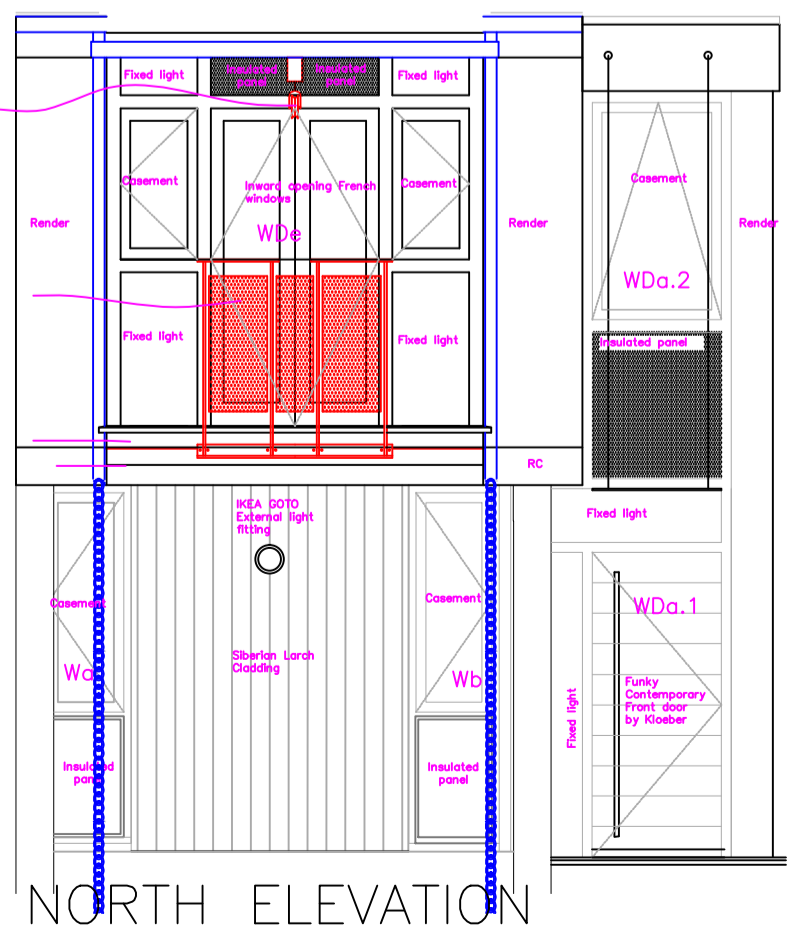 Fixed light
Insulated
panel
Insulated
panel
Fixed light
Casement
Inward opening French
windows
Casement
Casement
Render
WDe
Render
Render
WDa.2
Fixed light
Fixed light
Insulated panel
RC
IKEA GOTO
External light
fitting
Fixed light
Casement
Casement
WDa.1
Siberian Larch
Cladding
Wa
Wb
Funky
Contemporary
Front door
by Kloeber
Fixed light
Insulated
panel
Insulated
panel
NORTH ELEVATION